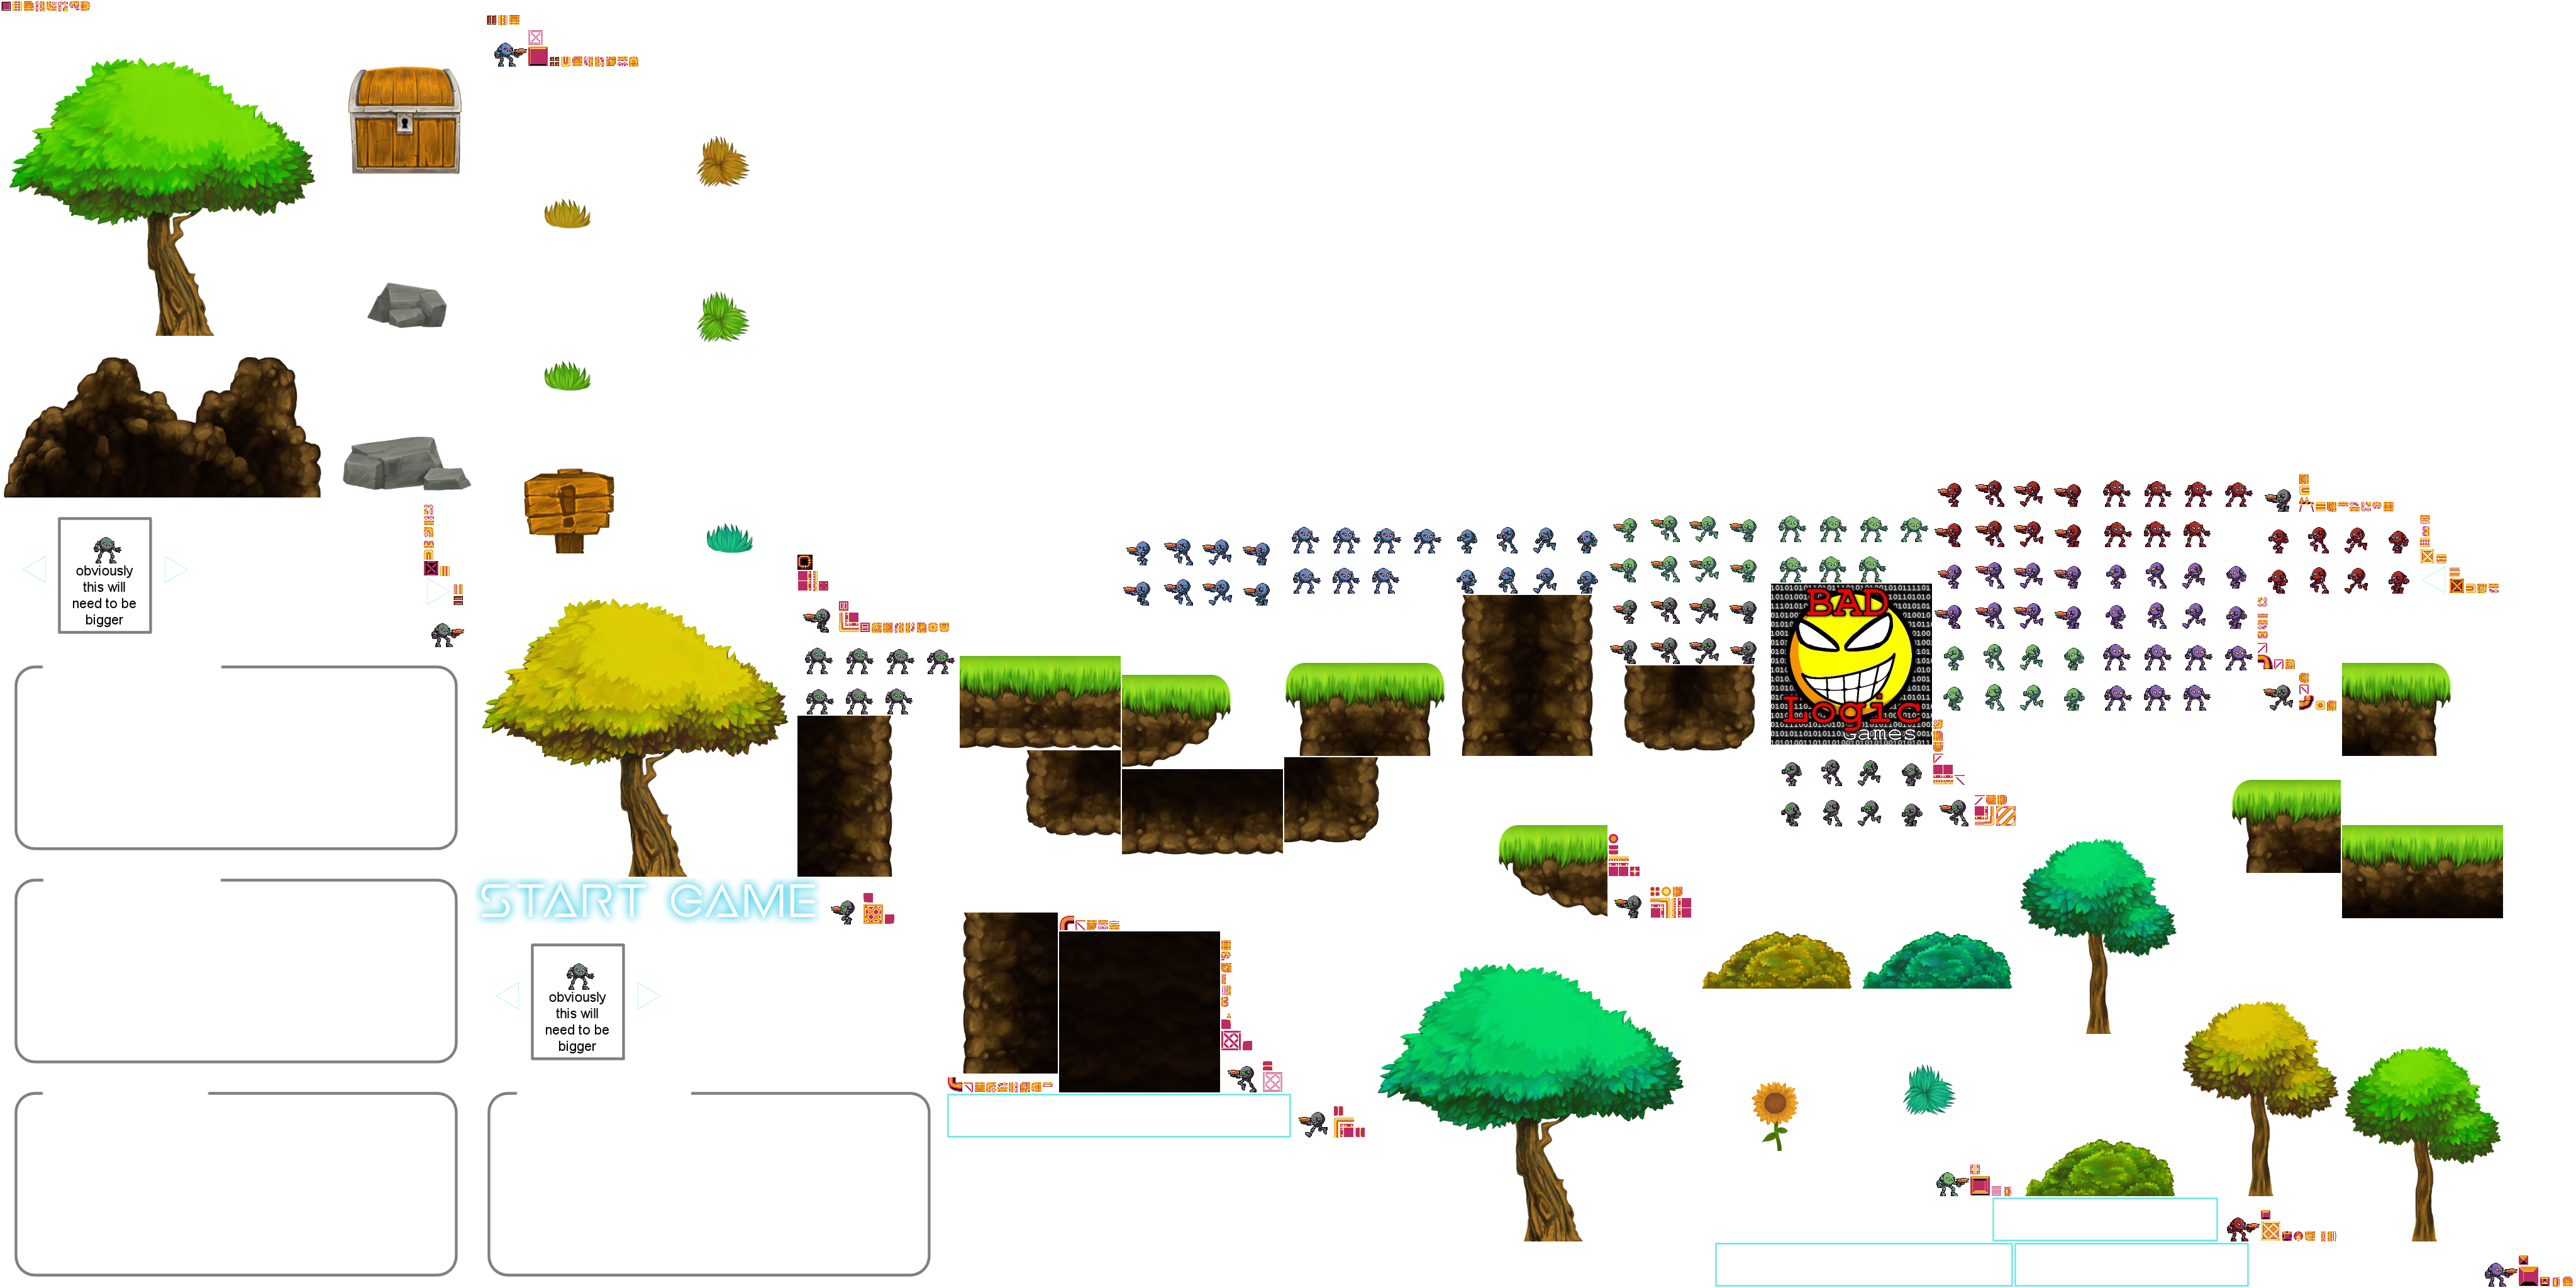 obviously
this will
need to be
bigger
BAD
Logic
Games
START GAME
obviously
this will
need to be
bigger